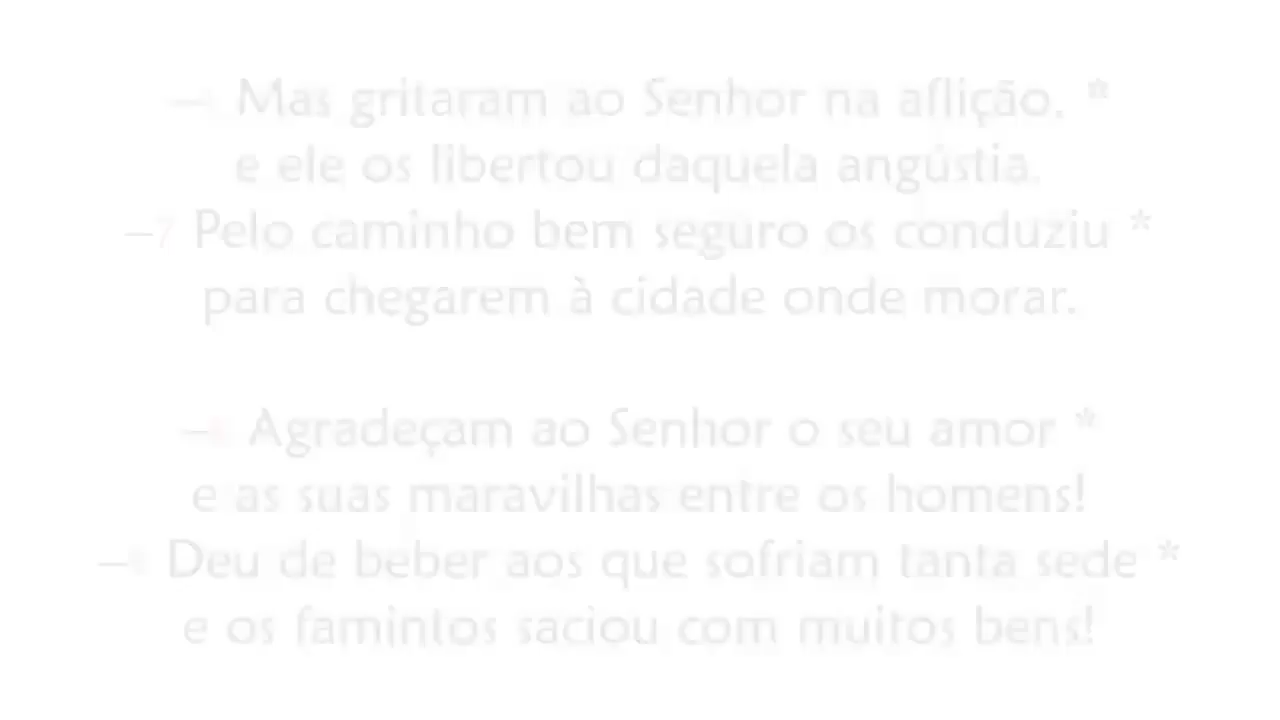 – Mas gritaram ao Senhor na aflição, *
e ele os libertou daquela angústia.
–7 Pelo caminho bem seguro os conduziu *
para chegarem à cidade onde morar.
– Agradeçam ao Senhor o seu amor *
e as suas maravilhas entre os homens!
– Deu de beber aos que sofriam tanta sede *
e os famintos saciou com muitos bens!